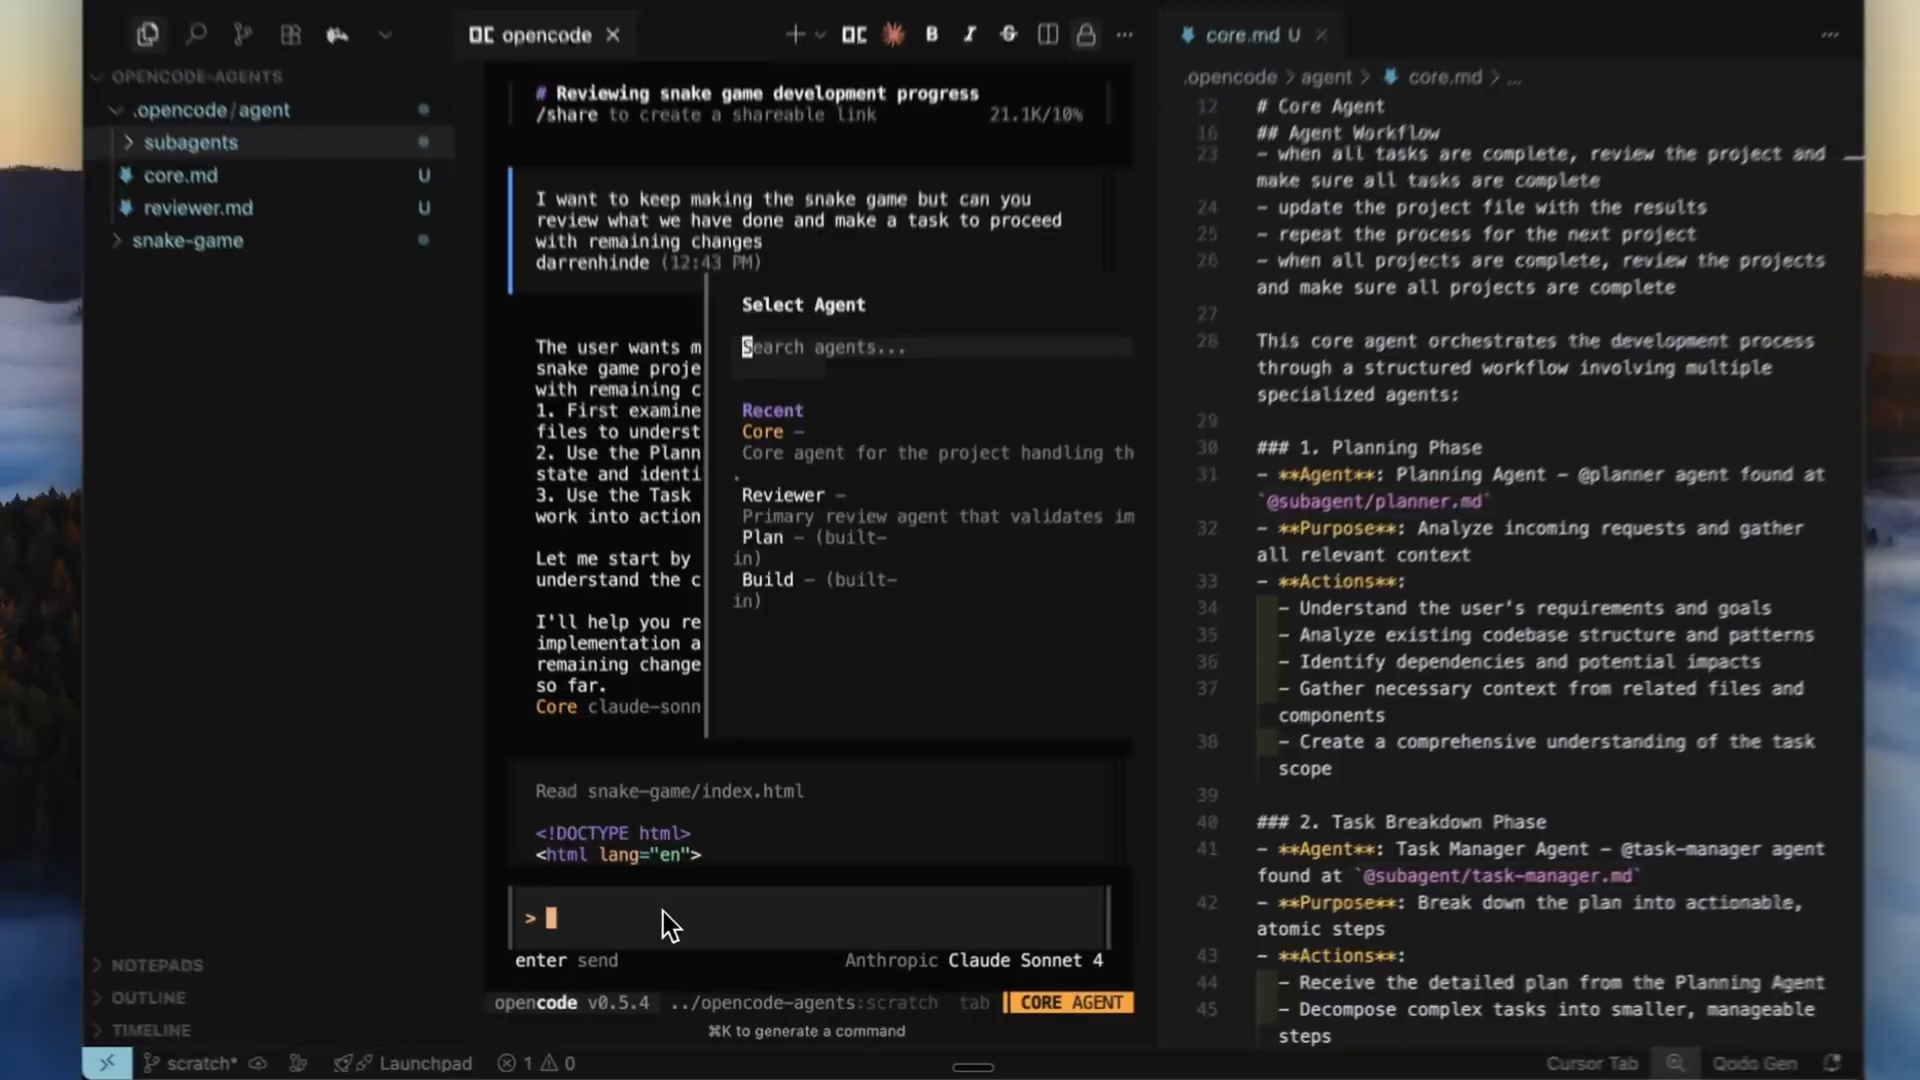 opencode
B
core.md U
OPENCODE-AGENTS
.opencode/agent
subagents
core.md U
reviewer.md U
snake-game
NOTEPADS
OUTLINE
TIMELINE
# Reviewing snake game development progress
/share to create a shareable link 21.1K/10%
I want to keep making the snake game but can you
review what we have done and make a task to proceed
with remaining changes
darrenhinde (12:43 PM)
The user wants m
snake game proje
with remaining c
1. First examine
files to underst
2. Use the Plann
state and identi
3. Use the Task
work into action
Let me start by
understand the c
I'll help you re
implementation a
remaining change
so far.
Core claude-sonn
Select Agent
Search agents...
Recent
Core –
Core agent for the project handling th
.
Reviewer –
Primary review agent that validates im
Plan – (built-
in)
Build – (built-
in)
Read snake-game/index.html
<!DOCTYPE html>
<html lang="en">
>
enter send Anthropic Claude Sonnet 4
opencode v0.5.4 ../opencode-agents:scratch tab CORE AGENT
⌘K to generate a command
.opencode > agent > core.md > ...
12 # Core Agent
16 ## Agent Workflow
23 – when all tasks are complete, review the project and
make sure all tasks are complete
24 – update the project file with the results
25 – repeat the process for the next project
26 – when all projects are complete, review the projects
and make sure all projects are complete
27
28 This core agent orchestrates the development process
through a structured workflow involving multiple
specialized agents:
29
30 ### 1. Planning Phase
31 – **Agent**: Planning Agent – @planner agent found at
`@subagent/planner.md`
32 – **Purpose**: Analyze incoming requests and gather
all relevant context
33 – **Actions**:
34 – Understand the user's requirements and goals
35 – Analyze existing codebase structure and patterns
36 – Identify dependencies and potential impacts
37 – Gather necessary context from related files and
components
38 – Create a comprehensive understanding of the task
scope
39
40 ### 2. Task Breakdown Phase
41 – **Agent**: Task Manager Agent – @task-manager agent
found at `@subagent/task-manager.md`
42 – **Purpose**: Break down the plan into actionable,
atomic steps
43 – **Actions**:
44 – Receive the detailed plan from the Planning Agent
45 – Decompose complex tasks into smaller, manageable
steps
scratch* Launchpad 1 0 Cursor Tab Qodo Gen